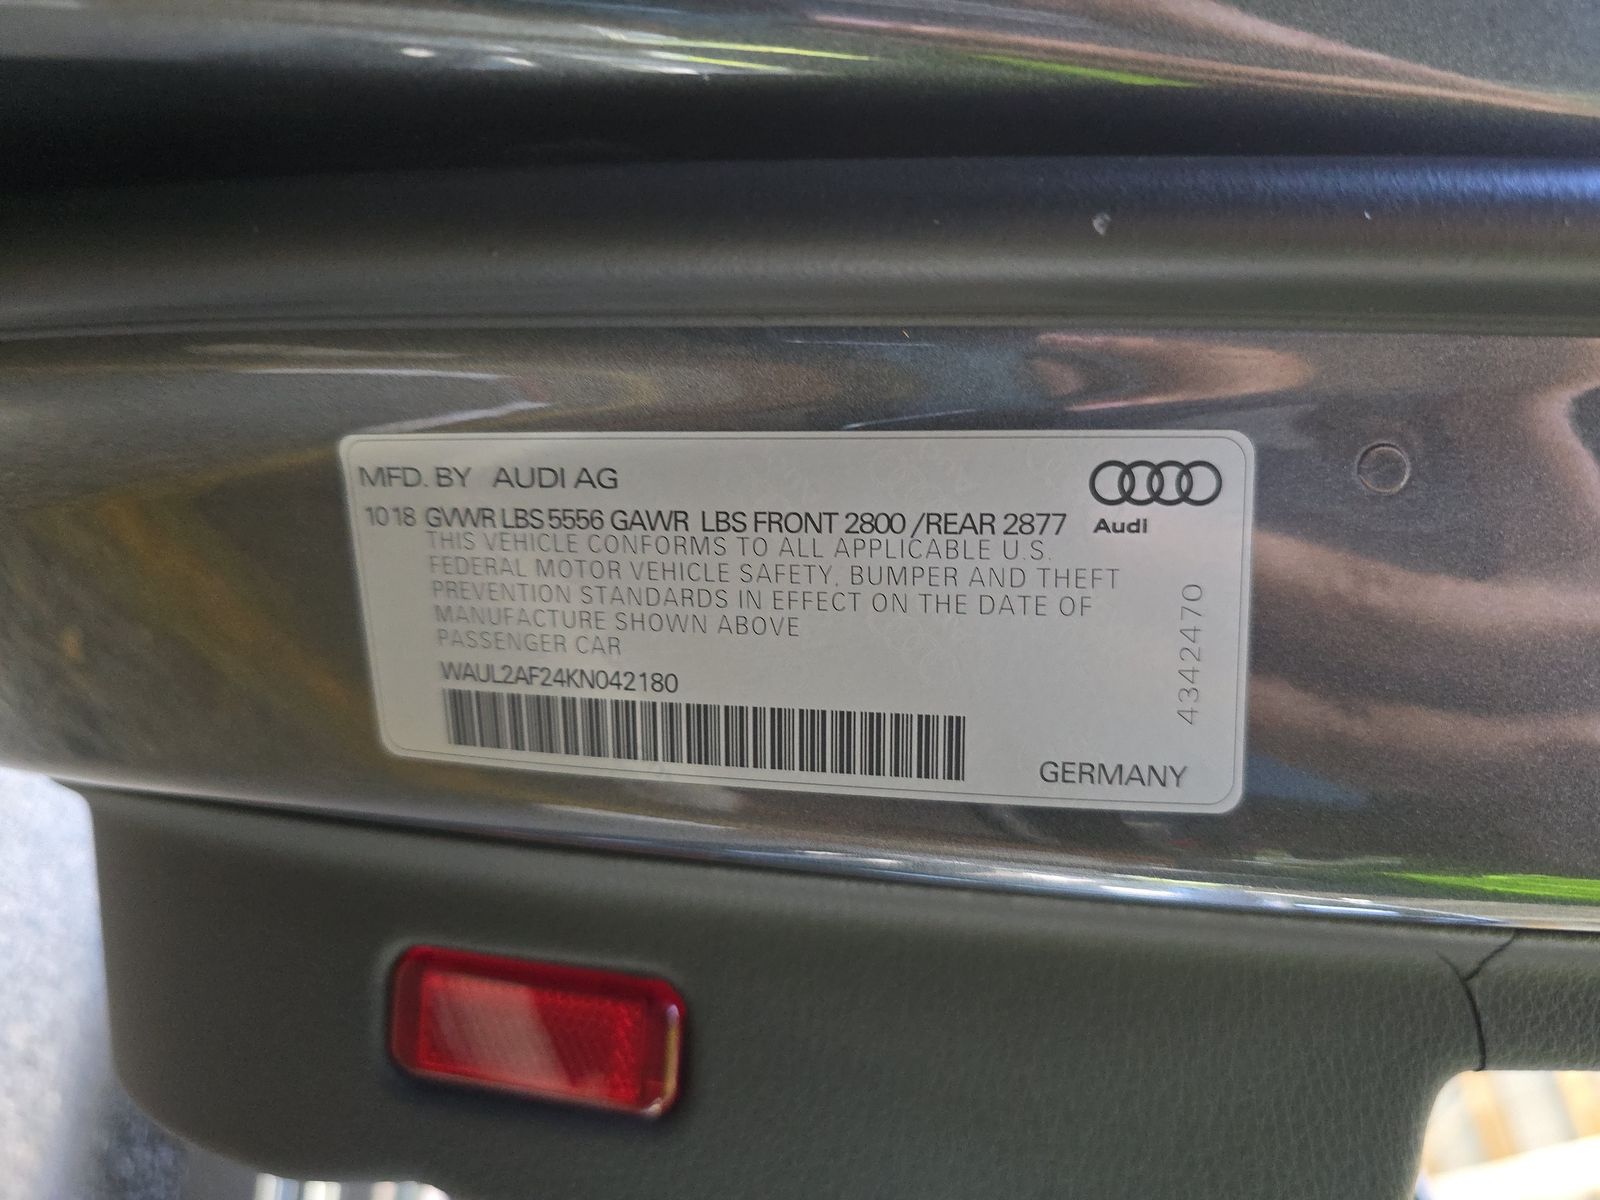 MFD. BY AUDI AG
1018 GVWR LBS 5556 GAWR LBS FRONT 2800 /REAR 2877
Audi
THIS VEHICLE CONFORMS TO ALL APPLICABLE U.S.
FEDERAL MOTOR VEHICLE SAFETY, BUMPER AND THEFT
PREVENTION STANDARDS IN EFFECT ON THE DATE OF
MANUFACTURE SHOWN ABOVE
PASSENGER CAR
WAUL2AF24KN042180
4342470
GERMANY